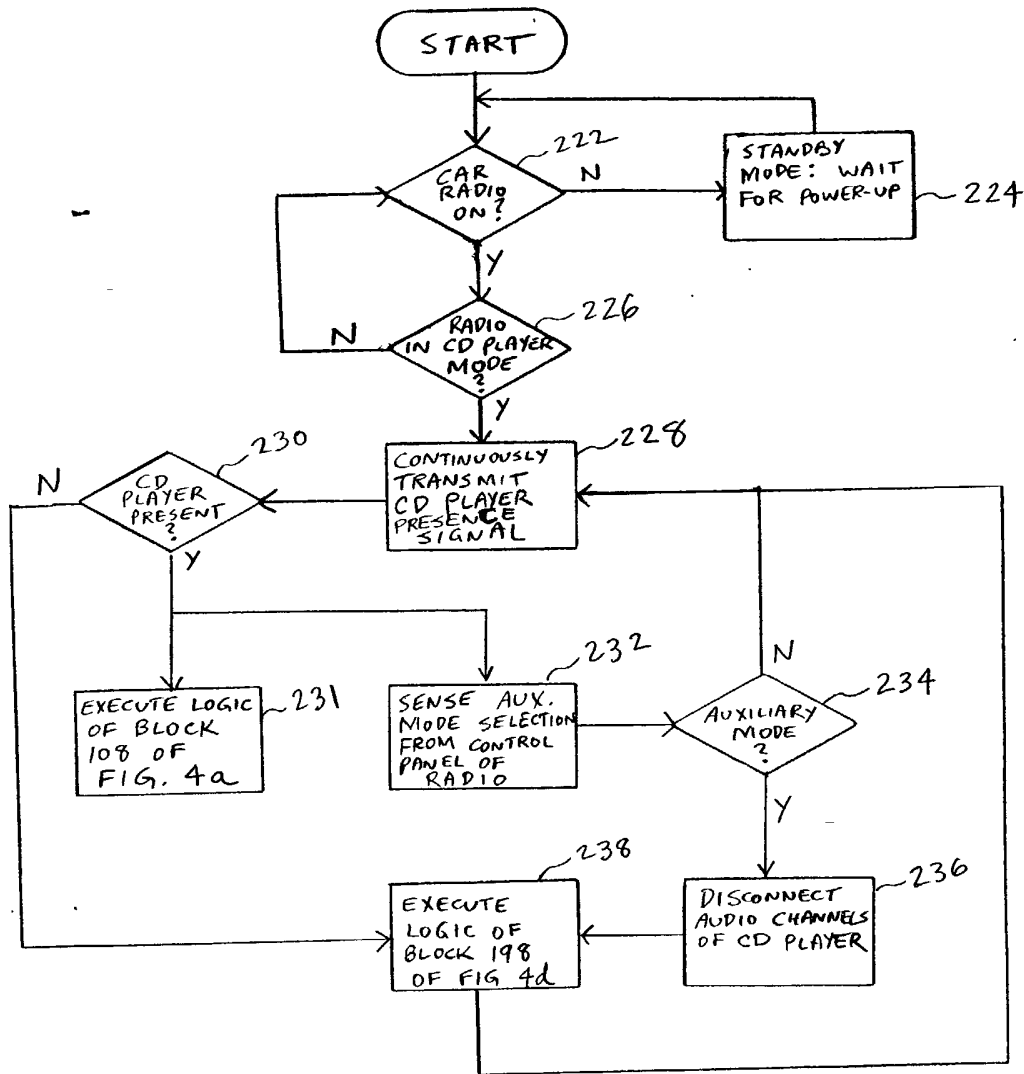 START
222
CAR
RADIO
ON?
N
STANDBY
MODE: WAIT
FOR POWER-UP
224
Y
226
RADIO
IN CD PLAYER
MODE
?
N
Y
228
CONTINUOUSLY
TRANSMIT
CD PLAYER
PRESENCE
SIGNAL
230
CD
PLAYER
PRESENT
?
N
Y
231
EXECUTE LOGIC
OF BLOCK
108 OF
FIG. 4a
232
SENSE AUX.
MODE SELECTION
FROM CONTROL
PANEL OF
RADIO
N
234
AUXILIARY
MODE
?
Y
238
EXECUTE
LOGIC OF
BLOCK 198
OF FIG 4d
236
DISCONNECT
AUDIO CHANNELS
OF CD PLAYER